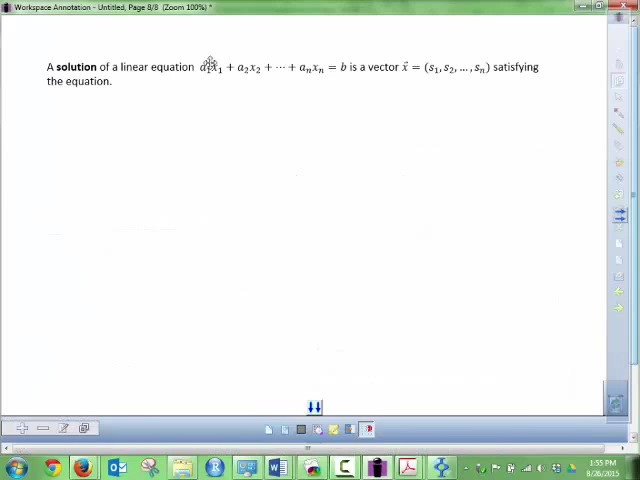 Workspace Annotation - Untitled, Page 8/8 (Zoom 100%) *
A solution of a linear equation a₁x₁ + a₂x₂ + ⋯ + aₙxₙ = b is a vector x⃗ = (s₁, s₂, … , sₙ) satisfying
the equation.
1:55 PM
8/26/2015